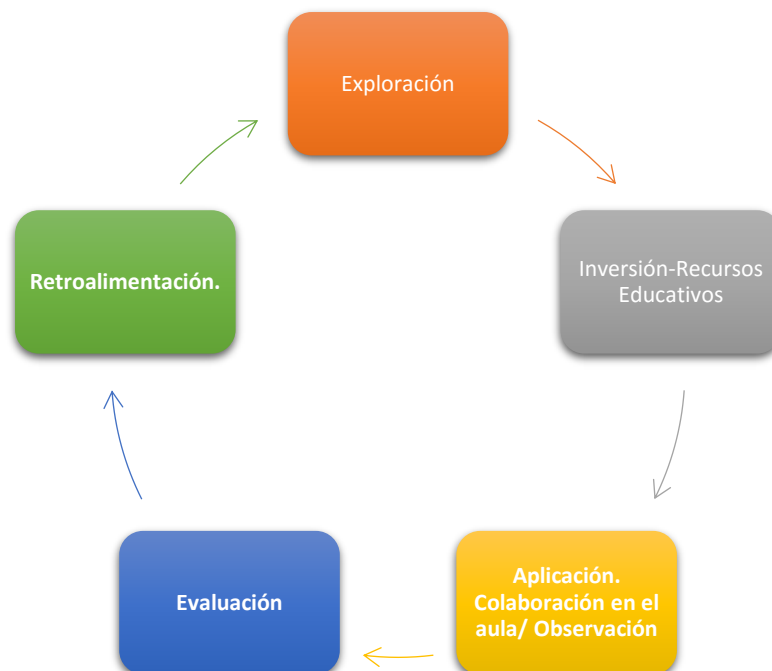 Exploración
Inversión-Recursos
Educativos
Aplicación.
Colaboración en el
aula/ Observación
Evaluación
Retroalimentación.